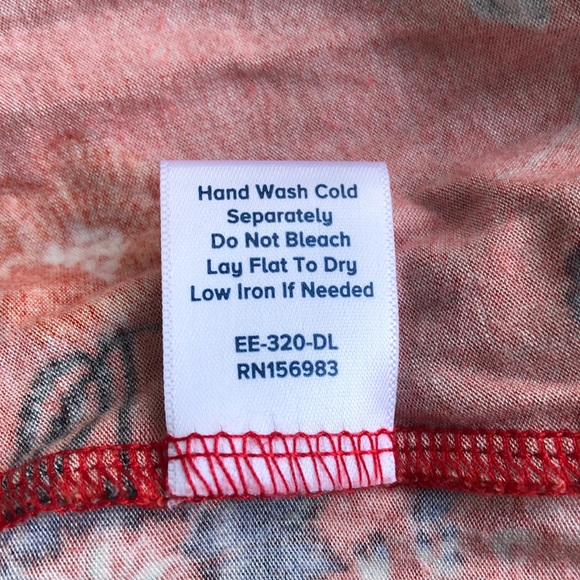 Hand Wash Cold
Separately
Do Not Bleach
Lay Flat To Dry
Low Iron If Needed
EE-320-DL
RN156983